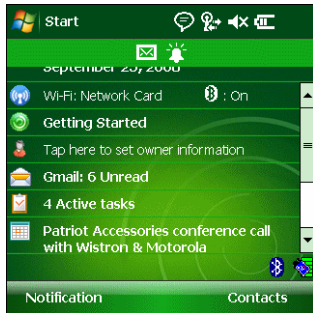 Start
September 25, 2008
Wi-Fi: Network Card : On
Getting Started
Tap here to set owner information
Gmail: 6 Unread
4 Active tasks
Patriot Accessories conference call
with Wistron & Motorola
Notification Contacts